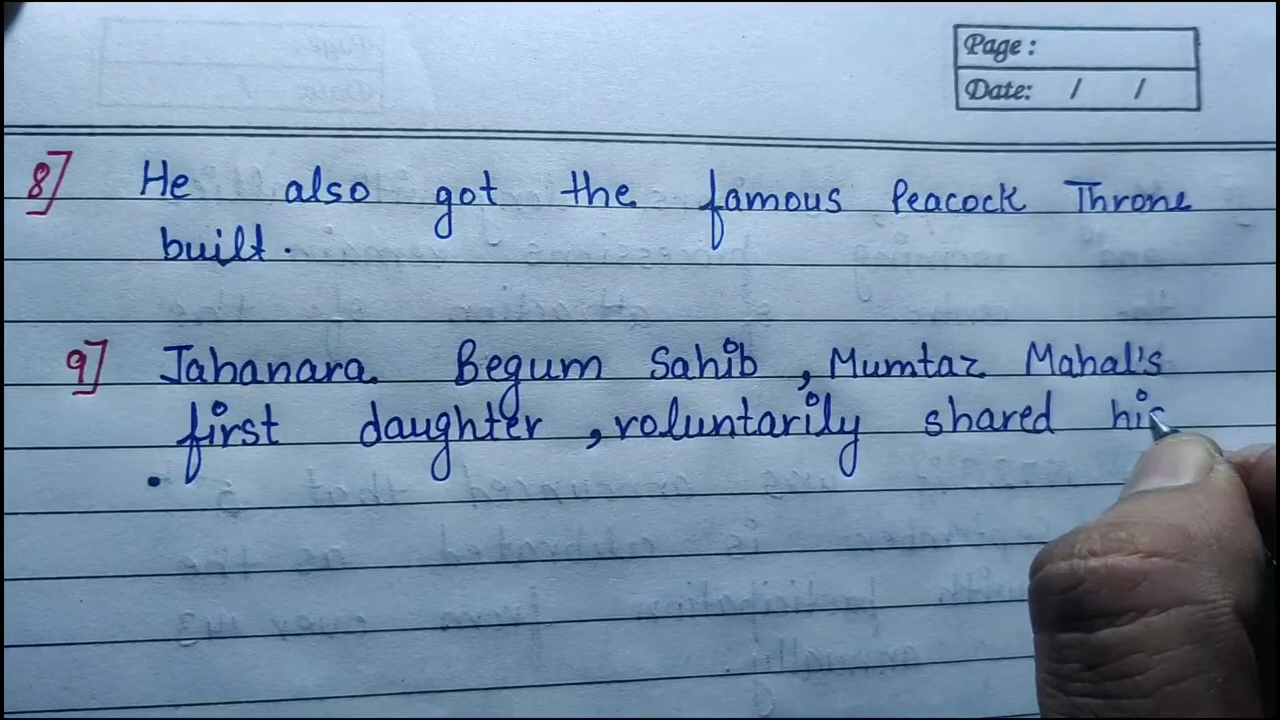 Page :
Date: / /
8] He also got the famous Peacock Throne
built.
9] Jahanara Begum Sahib , Mumtaz Mahal's
first daughter , voluntarily shared his